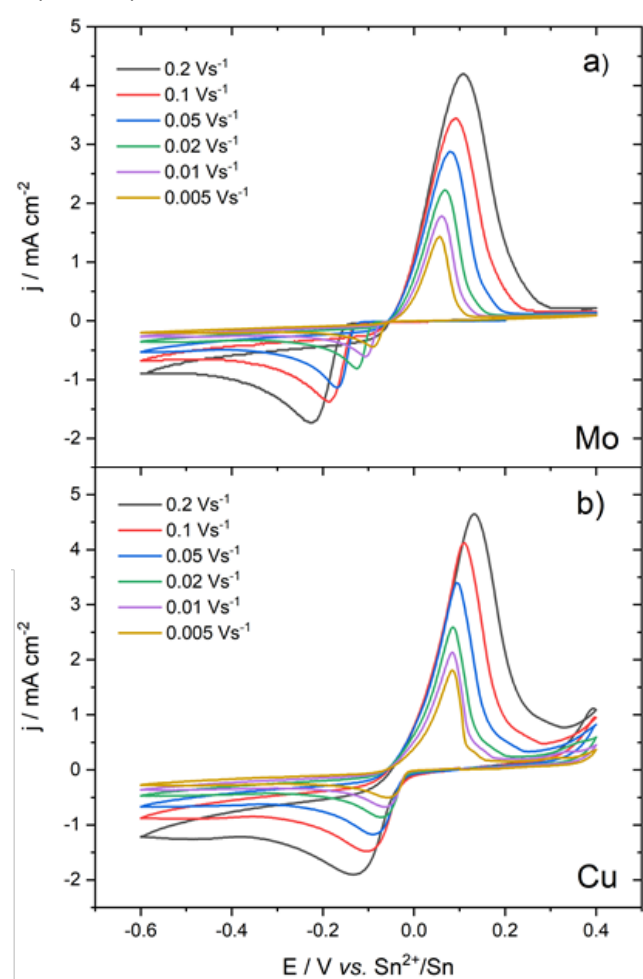 5
4
3
2
1
0
-1
-2
j / mA cm⁻²
0.2 Vs⁻¹
0.1 Vs⁻¹
0.05 Vs⁻¹
0.02 Vs⁻¹
0.01 Vs⁻¹
0.005 Vs⁻¹
a)
Mo
5
4
3
2
1
0
-1
-2
j / mA cm⁻²
0.2 Vs⁻¹
0.1 Vs⁻¹
0.05 Vs⁻¹
0.02 Vs⁻¹
0.01 Vs⁻¹
0.005 Vs⁻¹
b)
Cu
-0.6 -0.4 -0.2 0.0 0.2 0.4
E / V vs. Sn²⁺/Sn